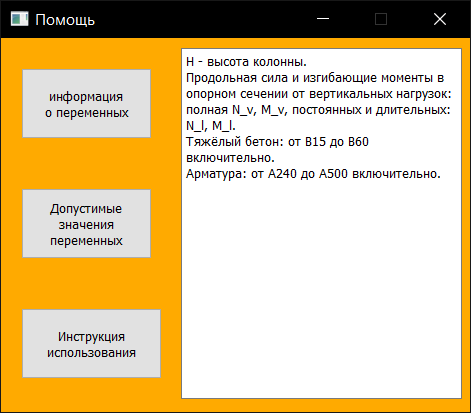 Помощь
информация
о переменных
Допустимые
значения
переменных
Инструкция
использования
H - высота колонны.
Продольная сила и изгибающие моменты в
опорном сечении от вертикальных нагрузок:
полная N_v, M_v, постоянных и длительных:
N_l, M_l.
Тяжёлый бетон: от B15 до B60
включительно.
Арматура: от A240 до A500 включительно.